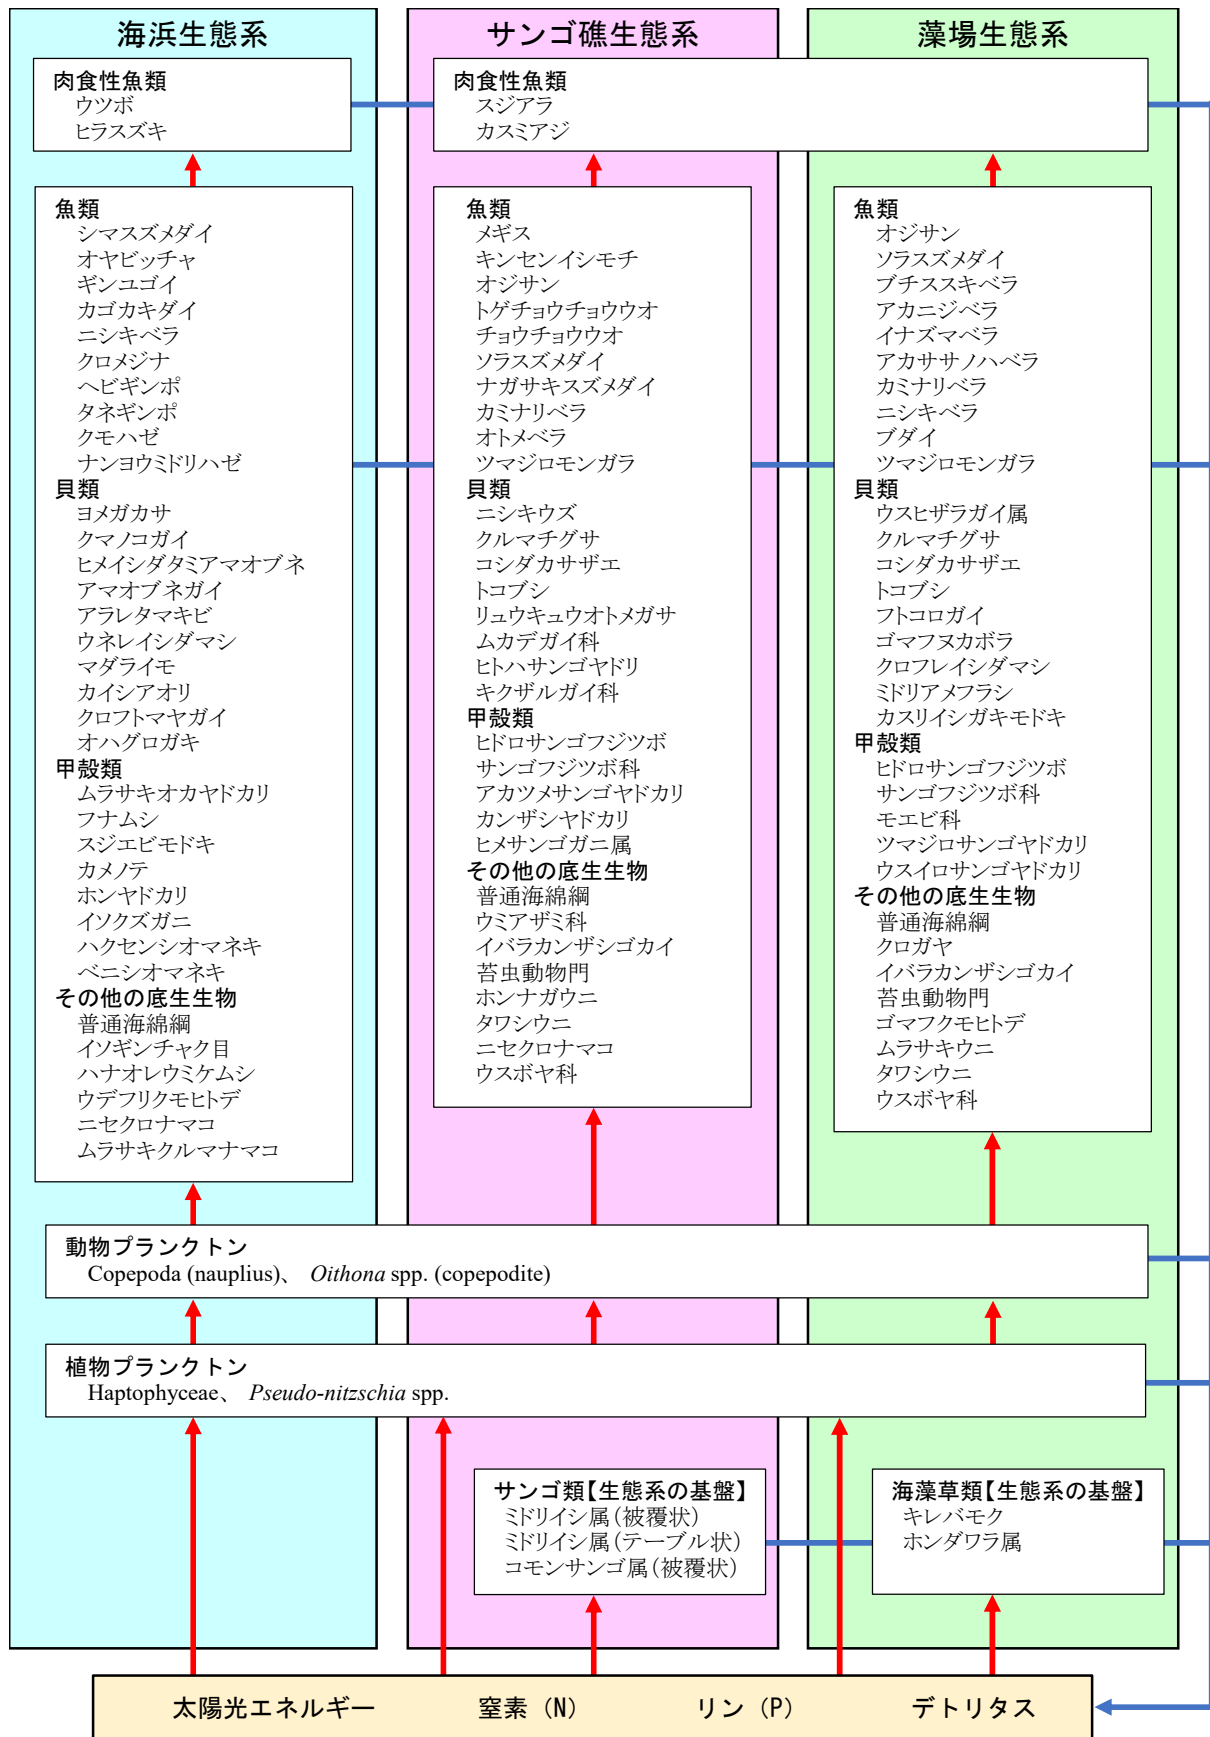 海浜生態系
肉食性魚類
ウツボ
ヒラスズキ
魚類
シマスズメダイ
オヤビッチャ
ギンユゴイ
カゴカキダイ
ニシキベラ
クロメジナ
ヘビギンポ
タネギンポ
クモハゼ
ナンヨウミドリハゼ
貝類
ヨメガカサ
クマノコガイ
ヒメイシダタミアマオブネ
アマオブネガイ
アラレタマキビ
ウネレイシダマシ
マダライモ
カイシアオリ
クロフトマヤガイ
オハグロガキ
甲殻類
ムラサキオカヤドカリ
フナムシ
スジエビモドキ
カメノテ
ホンヤドカリ
イソクズガニ
ハクセンシオマネキ
ベニシオマネキ
その他の底生生物
普通海綿綱
イソギンチャク目
ハナオレウミケムシ
ウデフリクモヒトデ
ニセクロナマコ
ムラサキクルマナマコ
サンゴ礁生態系
藻場生態系
肉食性魚類
スジアラ
カスミアジ
魚類
メギス
キンセンイシモチ
オジサン
トゲチョウチョウウオ
チョウチョウウオ
ソラスズメダイ
ナガサキスズメダイ
カミナリベラ
オトメベラ
ツマジロモンガラ
貝類
ニシキウズ
クルマチグサ
コシダカサザエ
トコブシ
リュウキュウオトメガサ
ムカデガイ科
ヒトハサンゴヤドリ
キクザルガイ科
甲殻類
ヒドロサンゴフジツボ
サンゴフジツボ科
アカツメサンゴヤドカリ
カンザシヤドカリ
ヒメサンゴガニ属
その他の底生生物
普通海綿綱
ウミアザミ科
イバラカンザシゴカイ
苔虫動物門
ホンナガウニ
タワシウニ
ニセクロナマコ
ウスボヤ科
魚類
オジサン
ソラスズメダイ
ブチススキベラ
アカニジベラ
イナズマベラ
アカササノハベラ
カミナリベラ
ニシキベラ
ブダイ
ツマジロモンガラ
貝類
ウスヒザラガイ属
クルマチグサ
コシダカサザエ
トコブシ
フトコロガイ
ゴマフヌカボラ
クロフレイシダマシ
ミドリアメフラシ
カスリイシガキモドキ
甲殻類
ヒドロサンゴフジツボ
サンゴフジツボ科
モエビ科
ツマジロサンゴヤドカリ
ウスイロサンゴヤドカリ
その他の底生生物
普通海綿綱
クロガヤ
イバラカンザシゴカイ
苔虫動物門
ゴマフクモヒトデ
ムラサキウニ
タワシウニ
ウスボヤ科
動物プランクトン
Copepoda (nauplius)、 Oithona spp. (copepodite)
植物プランクトン
Haptophyceae、 Pseudo-nitzschia spp.
サンゴ類【生態系の基盤】
ミドリイシ属(被覆状)
ミドリイシ属(テーブル状)
コモンサンゴ属(被覆状)
海藻草類【生態系の基盤】
キレバモク
ホンダワラ属
太陽光エネルギー 窒素(N) リン(P) デトリタス